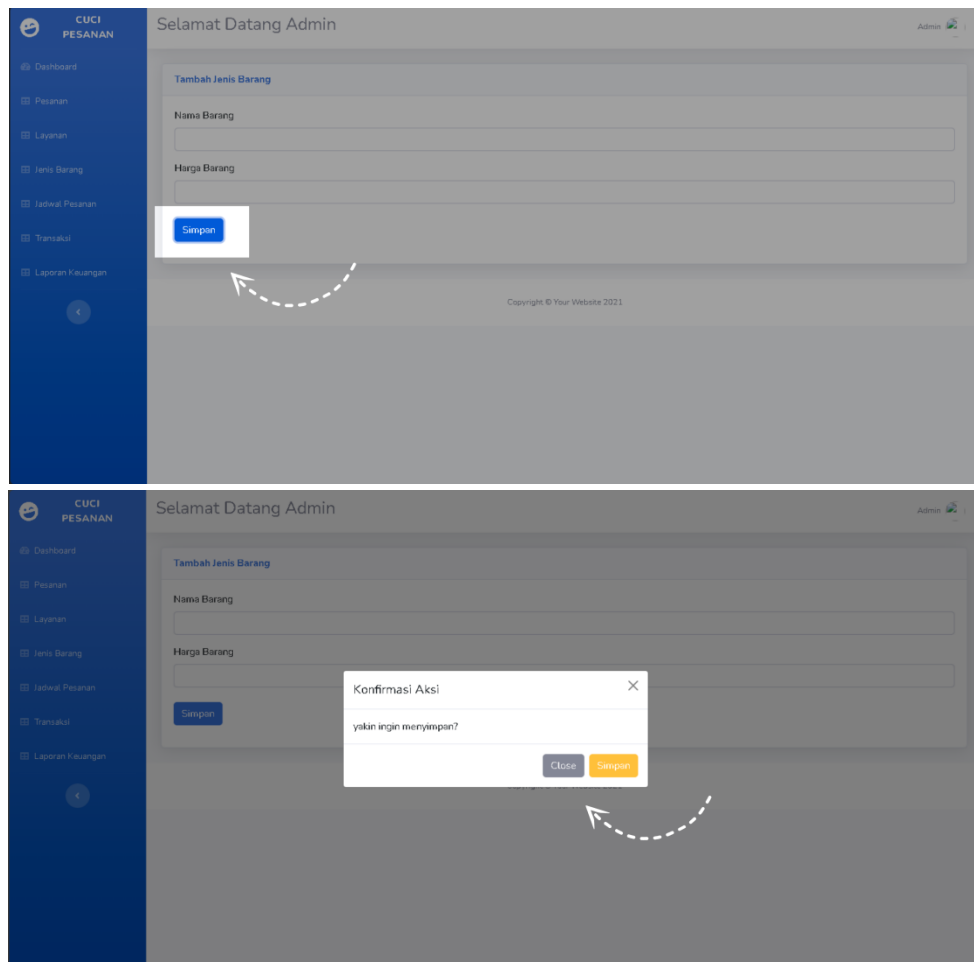 CUCI
PESANAN
Selamat Datang Admin
Admin
Dashboard
Pesanan
Layanan
Jenis Barang
Jadwal Pesanan
Transaksi
Laporan Keuangan
Tambah Jenis Barang
Nama Barang
Harga Barang
Simpan
Copyright © Your Website 2021
CUCI
PESANAN
Selamat Datang Admin
Admin
Dashboard
Pesanan
Layanan
Jenis Barang
Jadwal Pesanan
Transaksi
Laporan Keuangan
Tambah Jenis Barang
Nama Barang
Harga Barang
Simpan
Konfirmasi Aksi
yakin ingin menyimpan?
Close Simpan